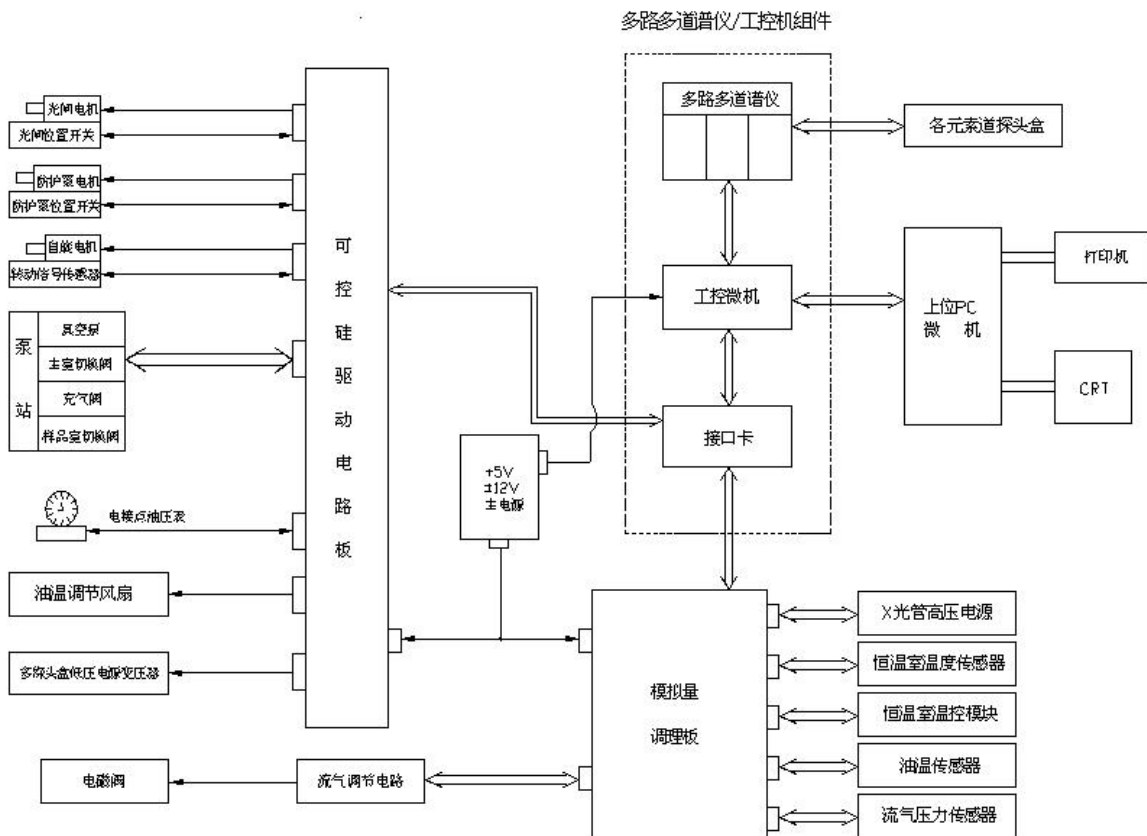 多路多道谱仪/工控机组件
光闸电机
光闸位置开关
防护罩电机
防护罩位置开关
自旋电机
转动信号传感器
泵站
真空泵
主室切换阀
充气阀
样品室切换阀
电接点油压表
油温调节风扇
多探头盒低压电源变压器
电磁阀
流气调节电路
可控硅驱动电路板
+5V
±12V
主电源
多路多道谱仪
工控微机
接口卡
各元素道探头盒
上位PC
微 机
打印机
CRT
模拟量
调理板
X光管高压电源
恒温室温度传感器
恒温室温控模块
油温传感器
流气压力传感器